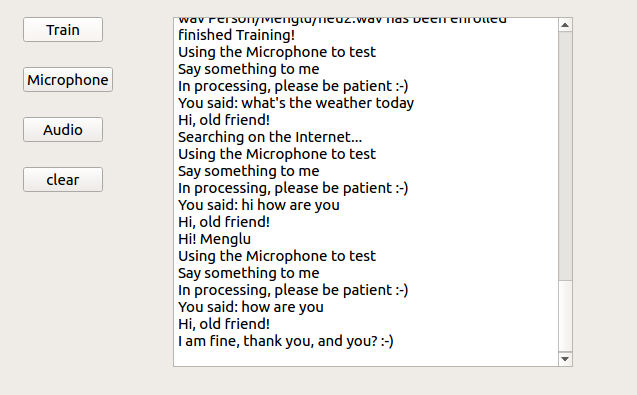 Train
Microphone
Audio
clear
wav Person/Menglu/neu2.wav has been enrolled
finished Training!
Using the Microphone to test
Say something to me
In processing, please be patient :-)
You said: what's the weather today
Hi, old friend!
Searching on the Internet...
Using the Microphone to test
Say something to me
In processing, please be patient :-)
You said: hi how are you
Hi, old friend!
Hi! Menglu
Using the Microphone to test
Say something to me
In processing, please be patient :-)
You said: how are you
Hi, old friend!
I am fine, thank you, and you? :-)